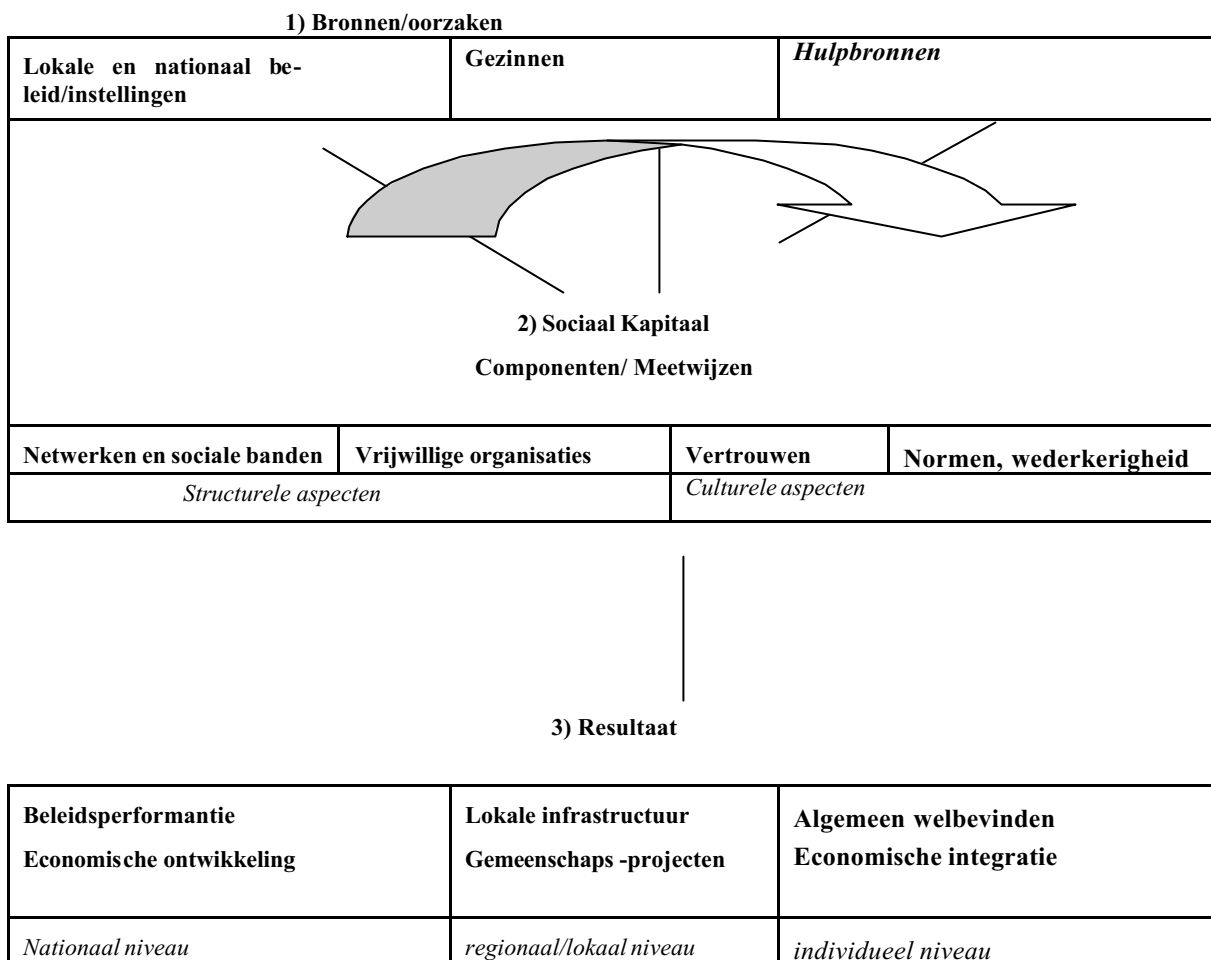 1) Bronnen/oorzaken
Lokale en nationaal be-
leid/instellingen
Gezinnen
Hulpbronnen
2) Sociaal Kapitaal
Componenten/ Meetwijzen
Netwerken en sociale banden
Vrijwillige organisaties
Vertrouwen
Normen, wederkerigheid
Structurele aspecten
Culturele aspecten
3) Resultaat
Beleidsperformantie
Economische ontwikkeling
Lokale infrastructuur
Gemeenschaps -projecten
Algemeen welbevinden
Economische integratie
Nationaal niveau
regionaal/lokaal niveau
individueel niveau